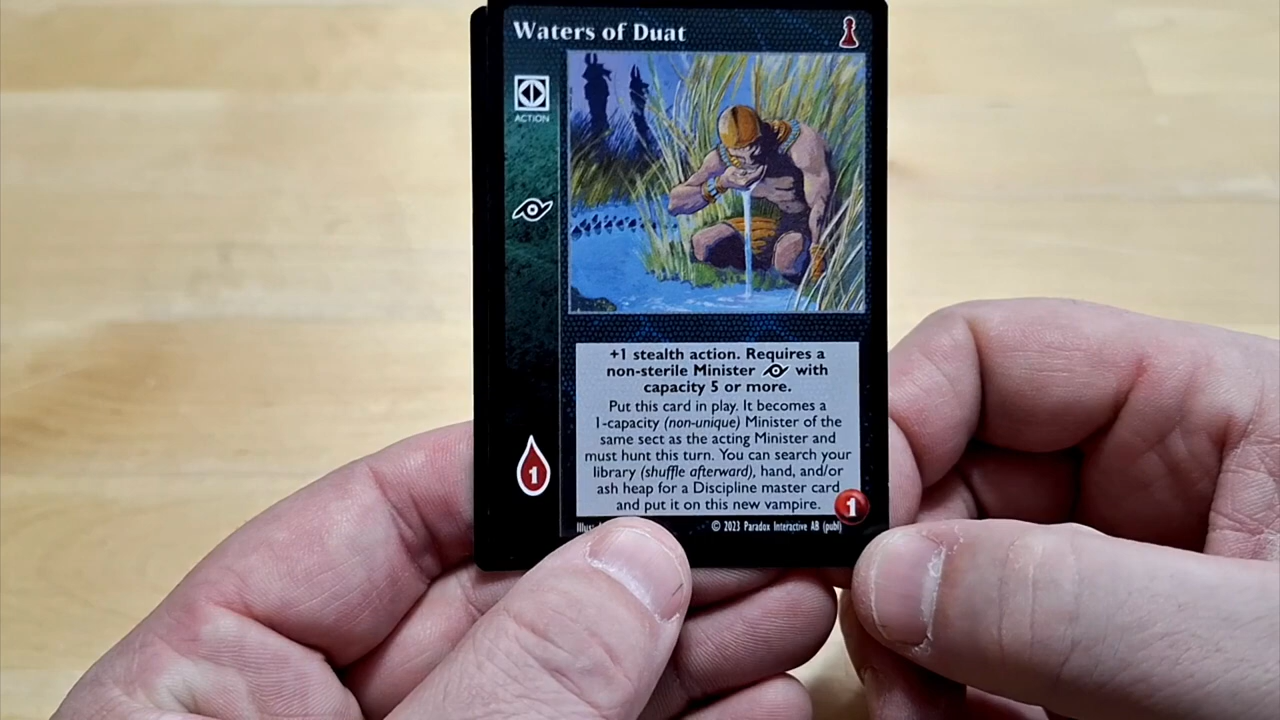 Waters of Duat
ACTION
+1 stealth action. Requires a
non-sterile Minister with
capacity 5 or more.
Put this card in play. It becomes a
1-capacity (non-unique) Minister of the
same sect as the acting Minister and
must hunt this turn. You can search your
library (shuffle afterward), hand, and/or
ash heap for a Discipline master card
and put it on this new vampire.
1
1
© 2023 Paradox Interactive AB (publ)